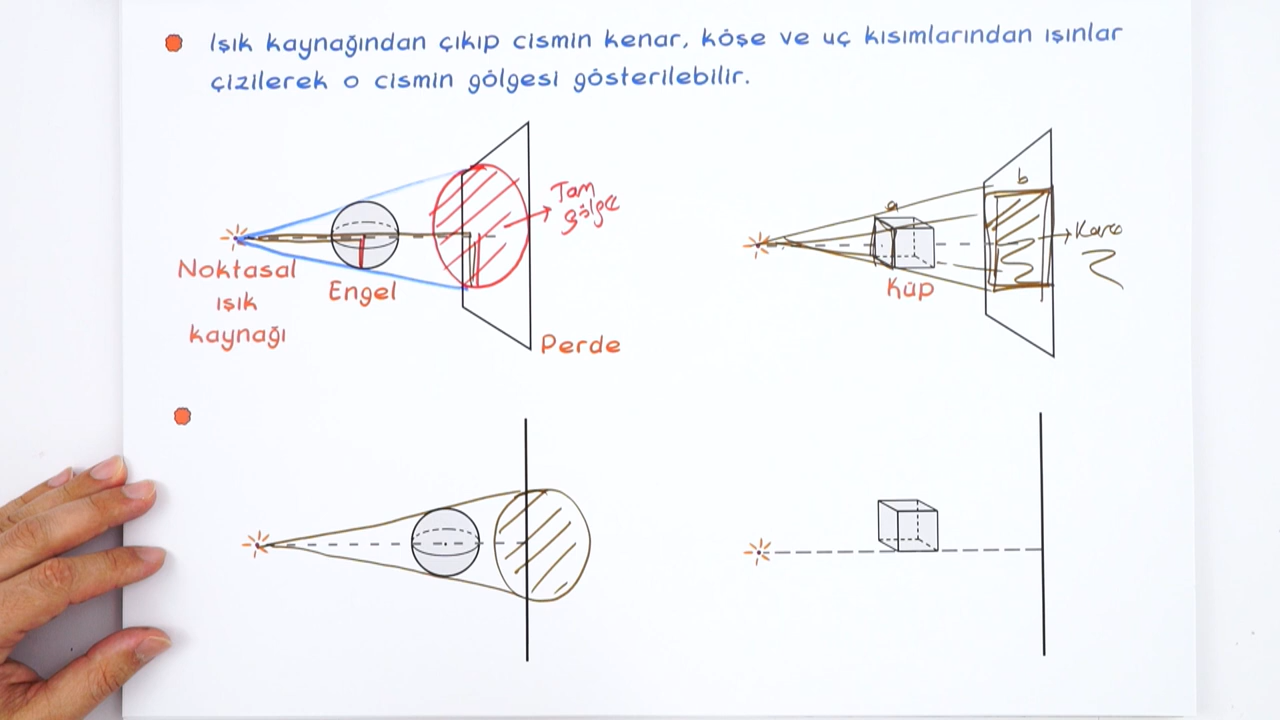 Işık kaynağından çıkıp cismin kenar, köşe ve uç kısımlarından ışınlar
çizilerek o cismin gölgesi gösterilebilir.
Tam
gölge
Noktasal
ışık
kaynağı
Engel
Perde
a
b
Küp